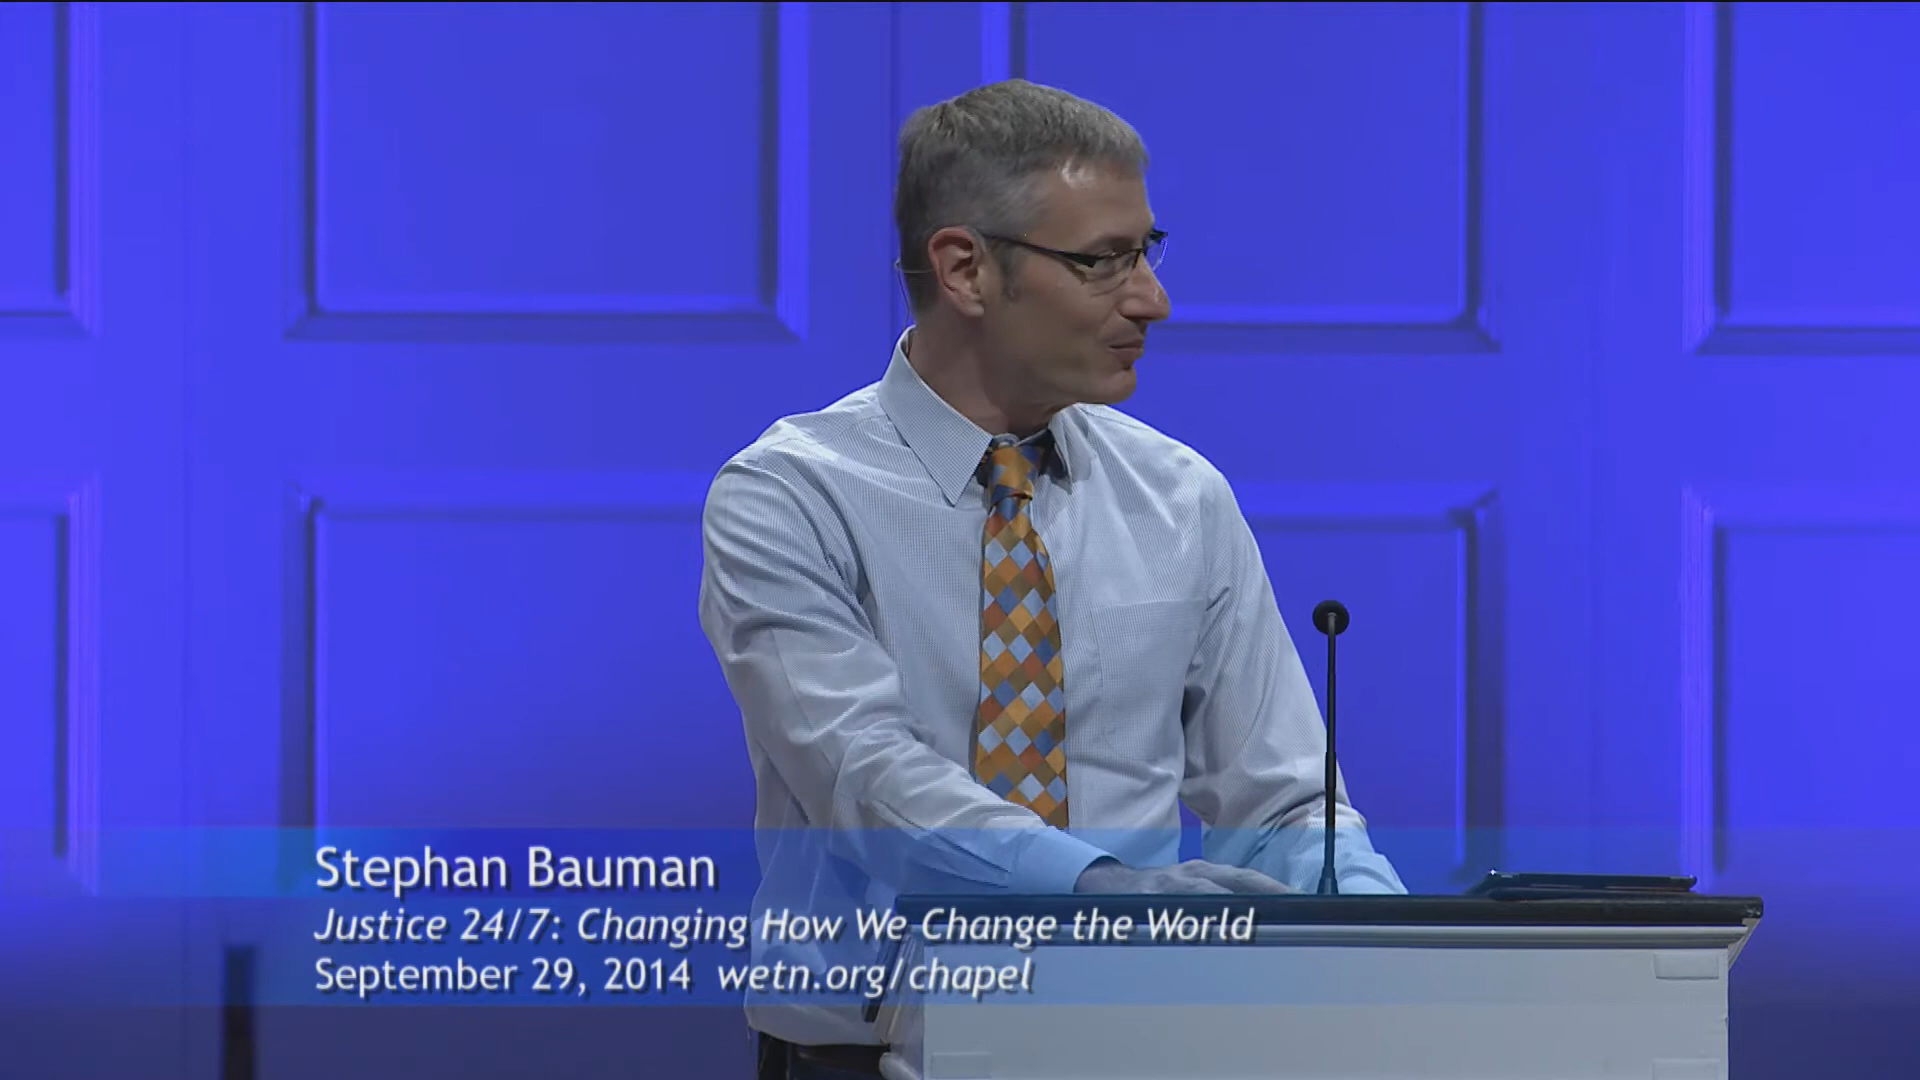 Stephan Bauman
Justice 24/7: Changing How We Change the World
September 29, 2014 wetn.org/chapel